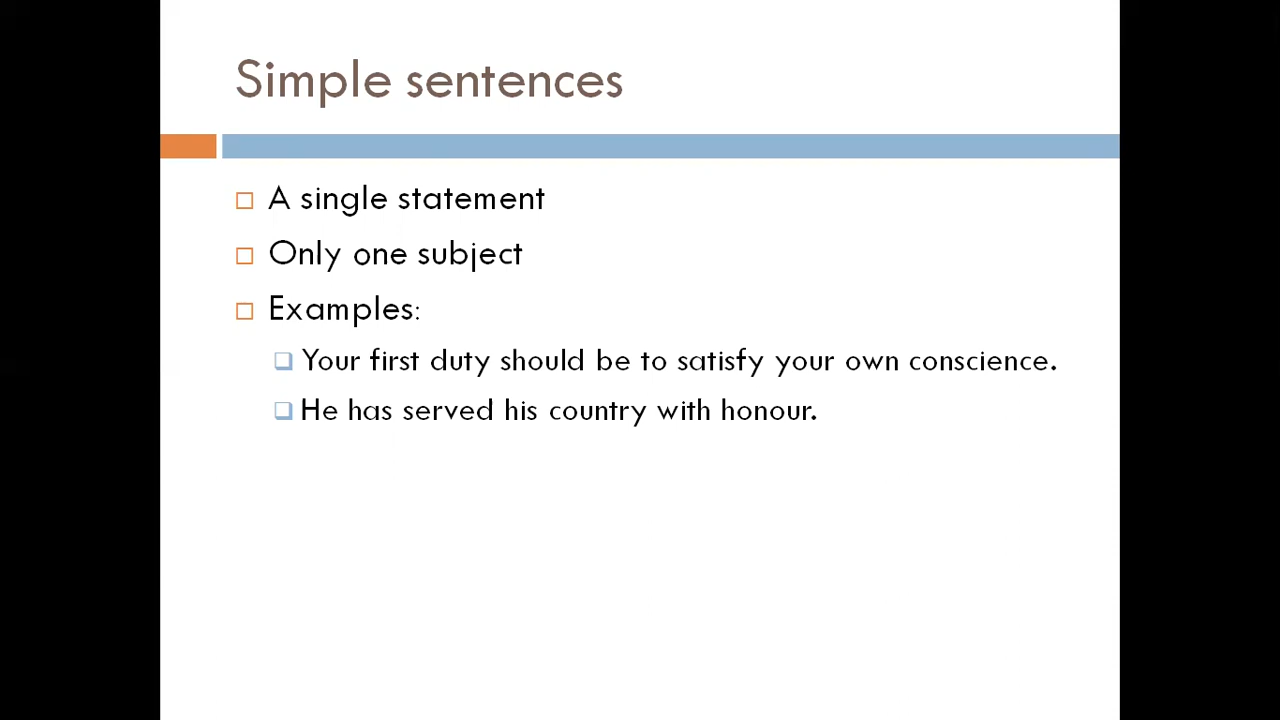 Simple sentences
A single statement
Only one subject
Examples:
Your first duty should be to satisfy your own conscience.
He has served his country with honour.